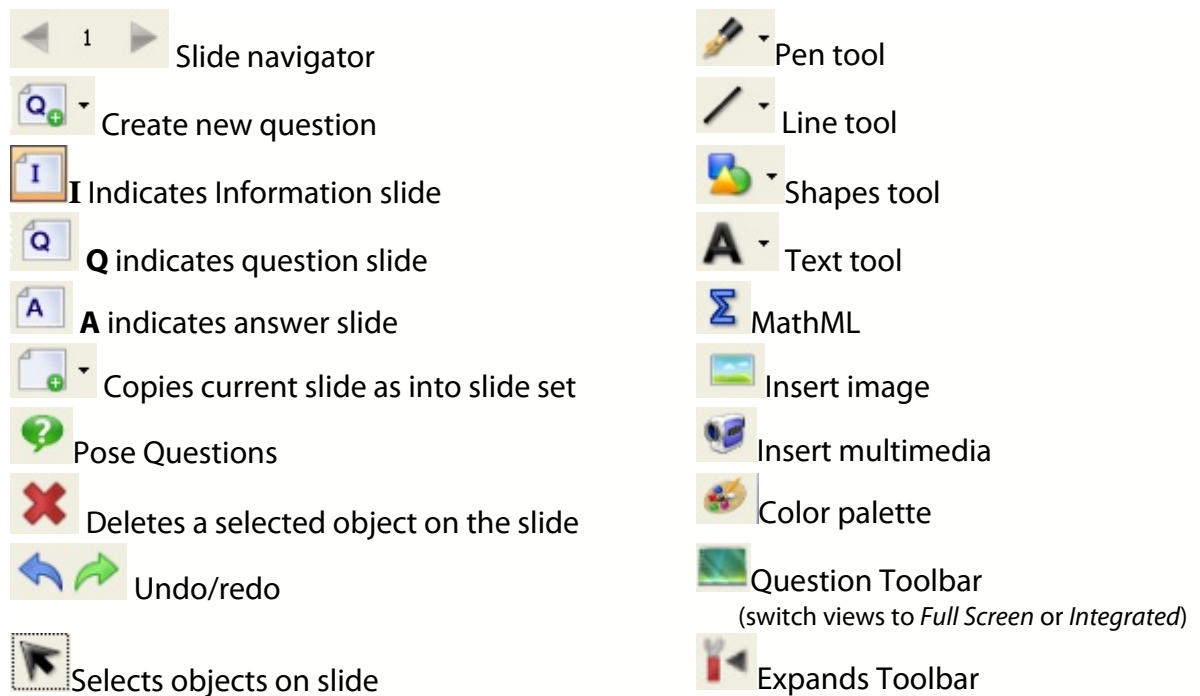 1 Slide navigator
Q Create new question
I I Indicates Information slide
Q Q indicates question slide
A A indicates answer slide
Copies current slide as into slide set
? Pose Questions
Deletes a selected object on the slide
Undo/redo
Selects objects on slide
Pen tool
Line tool
Shapes tool
A Text tool
Σ MathML
Insert image
Insert multimedia
Color palette
Question Toolbar
(switch views to Full Screen or Integrated)
Expands Toolbar